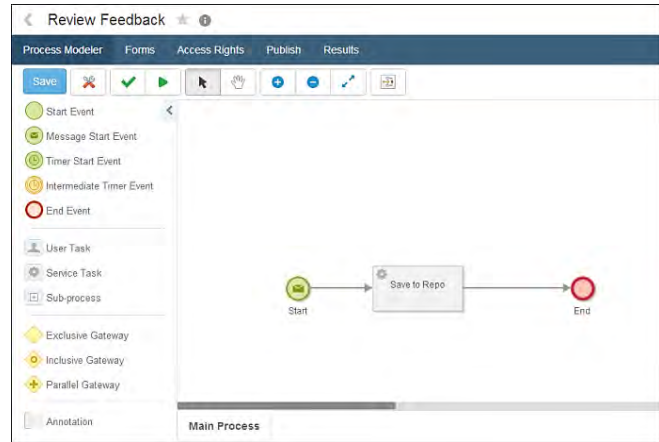 Review Feedback
Process Modeler Forms Access Rights Publish Results
Save
Start Event
Message Start Event
Timer Start Event
Intermediate Timer Event
End Event
User Task
Service Task
Sub-process
Exclusive Gateway
Inclusive Gateway
Parallel Gateway
Annotation
Save to Repo
Start
End
Main Process